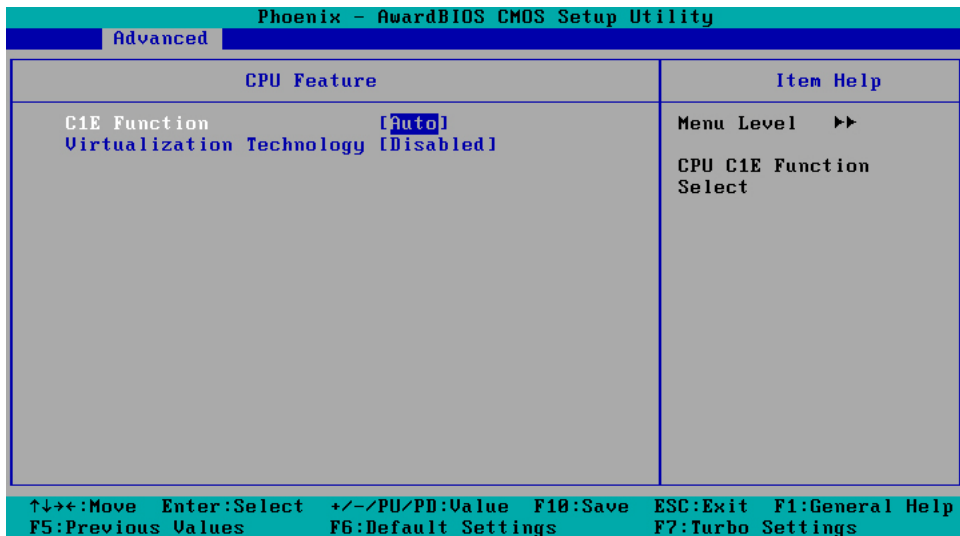 Phoenix - AwardBIOS CMOS Setup Utility
Advanced
CPU Feature
C1E Function [Auto]
Virtualization Technology [Disabled]
Item Help
Menu Level ▶▶
CPU C1E Function
Select
↑↓→←:Move Enter:Select +/-/PU/PD:Value F10:Save ESC:Exit F1:General Help
F5:Previous Values F6:Default Settings F7:Turbo Settings